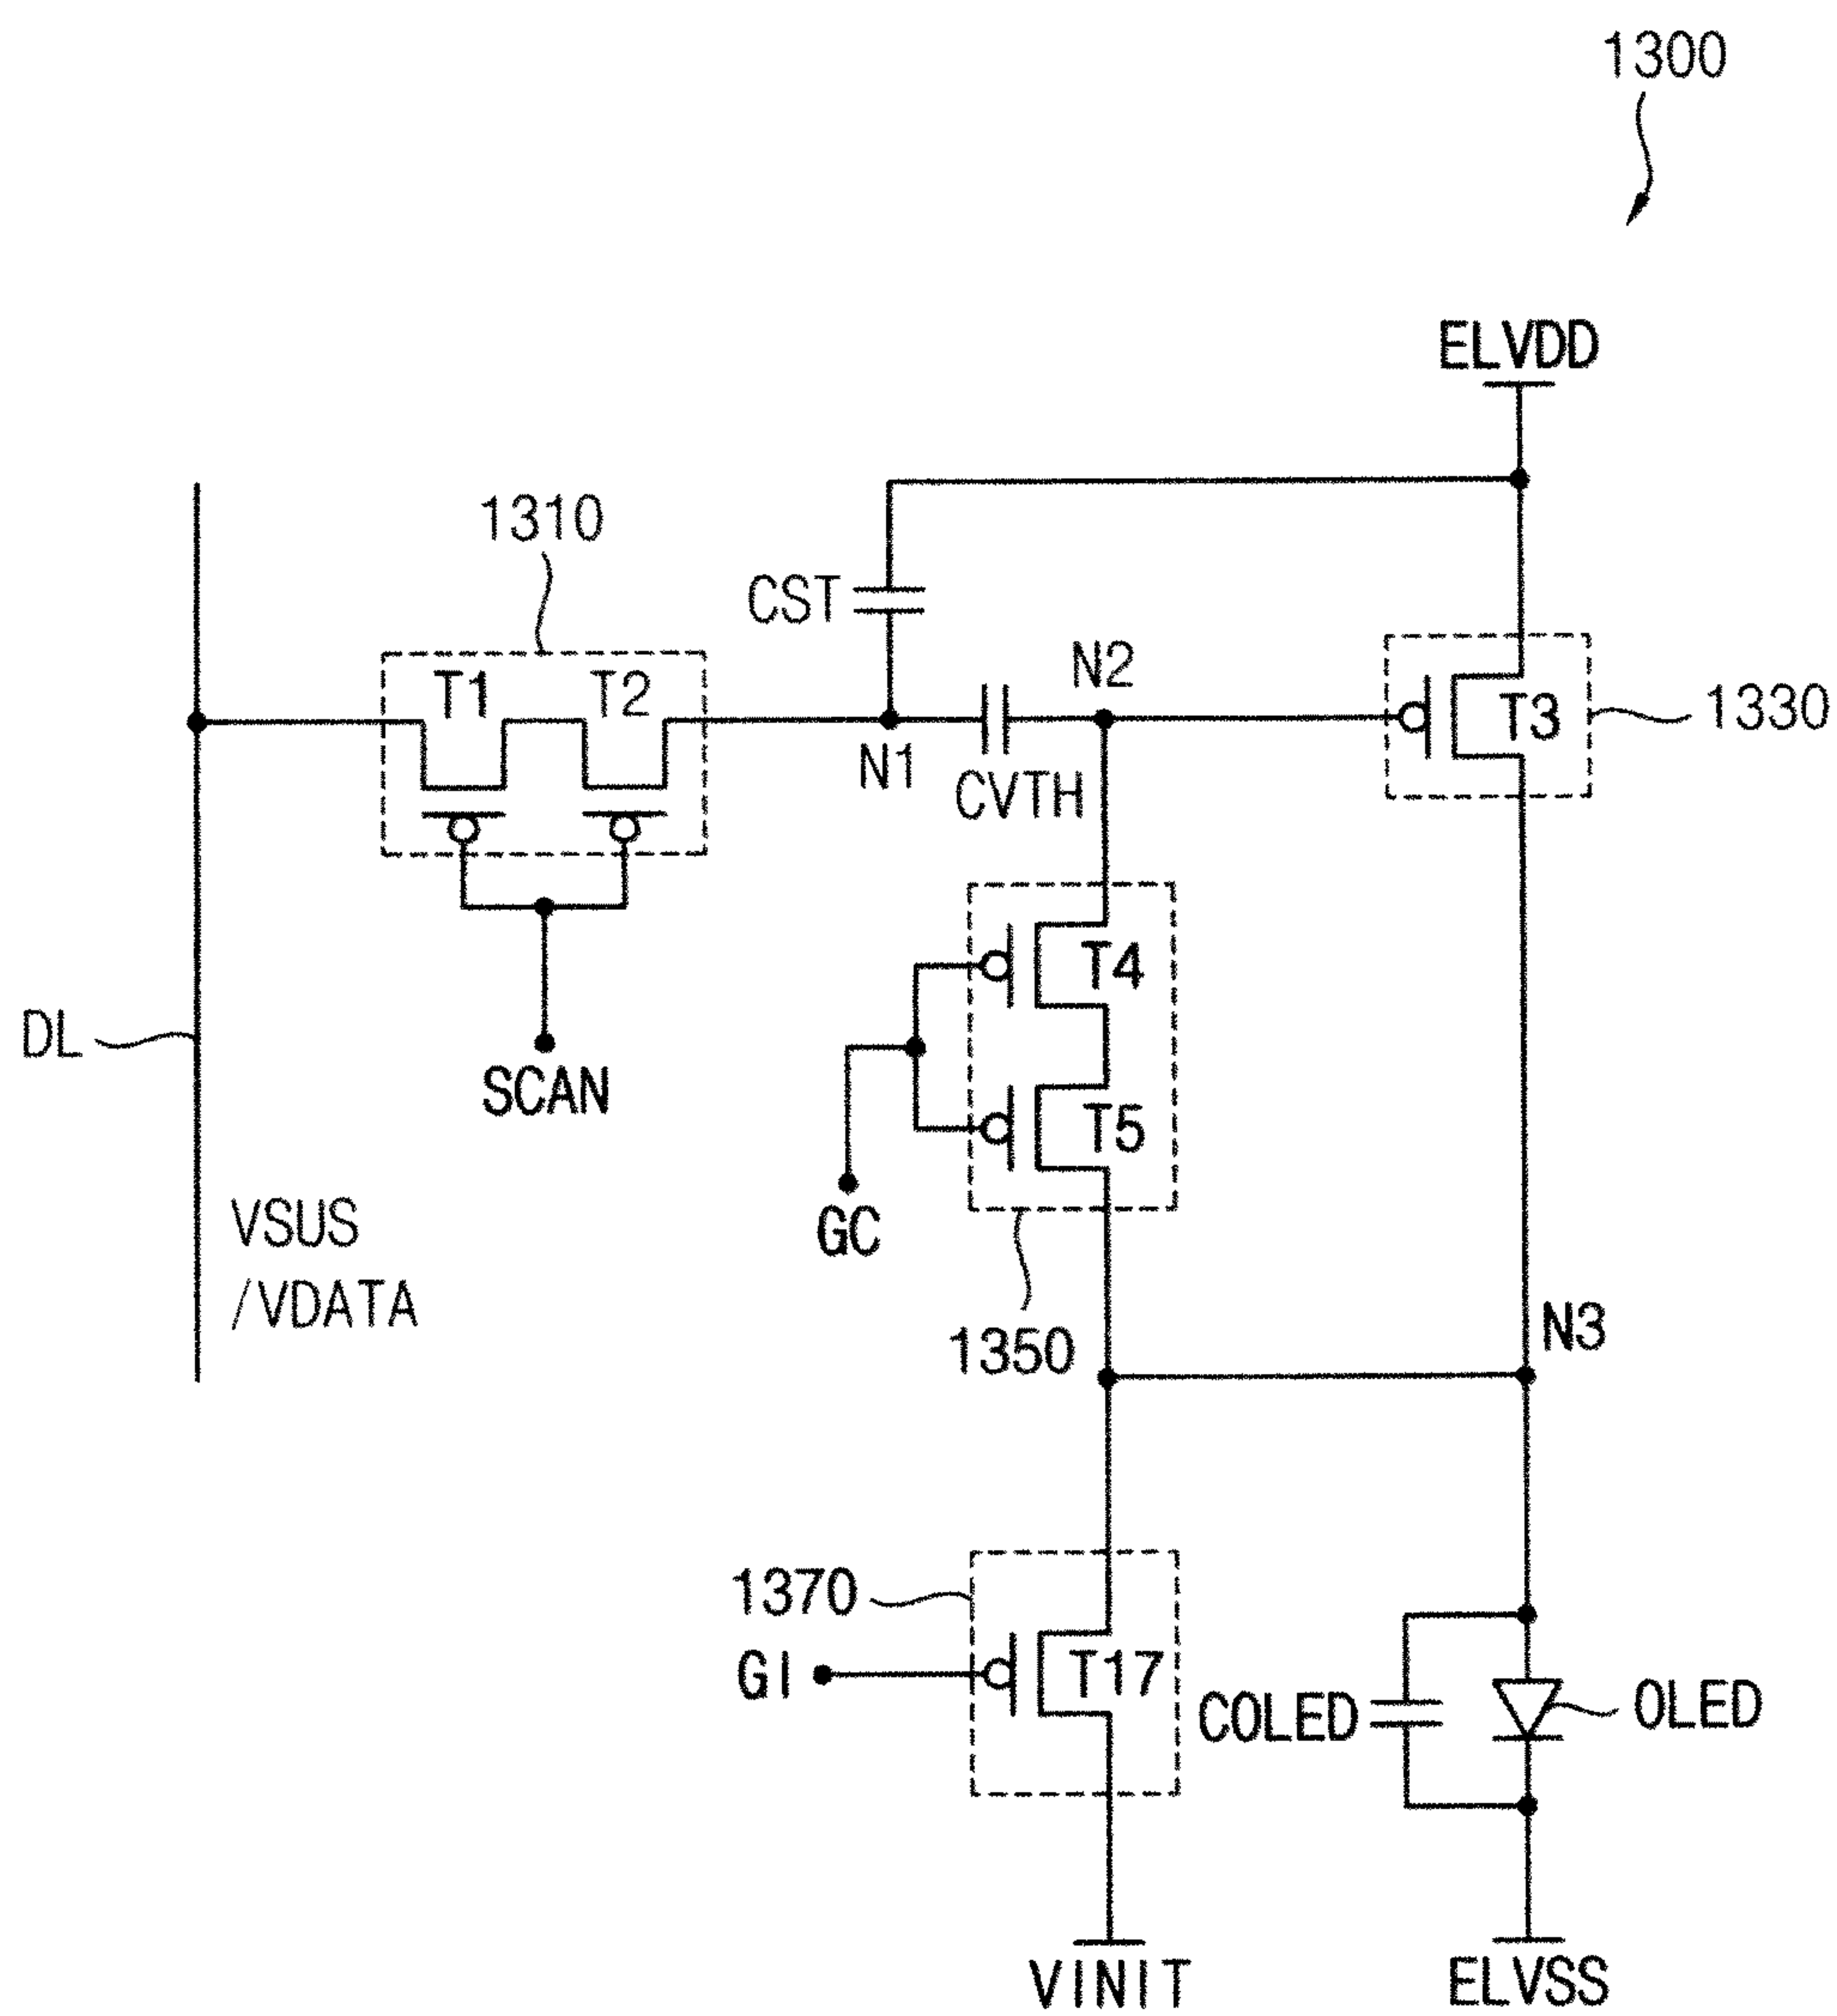 1300
ELVDD
1310
CST
T1
T2
N2
T3
1330
N1
CVTH
T4
DL
SCAN
T5
VSUS
/VDATA
GC
1350
N3
1370
GI
T17
COLED
OLED
VINIT
ELVSS